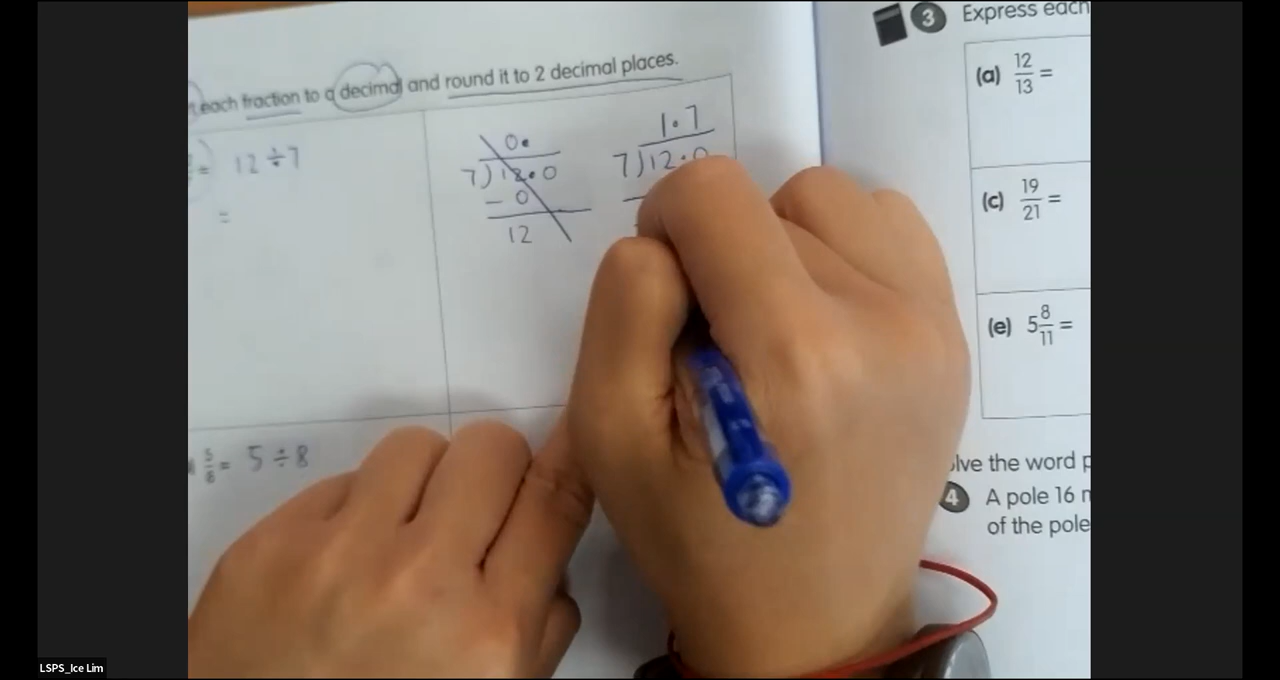 each fraction to a decimal and round it to 2 decimal places.
= 12 ÷ 7
=
0.
7)12.0
- 0
12
1.7
7)12.0
5/8 = 5 ÷ 8
3 Express each
(a) 12/13 =
(c) 19/21 =
(e) 5 8/11 =
lve the word p
4 A pole 16 m
of the pole
LSPS_Ice Lim